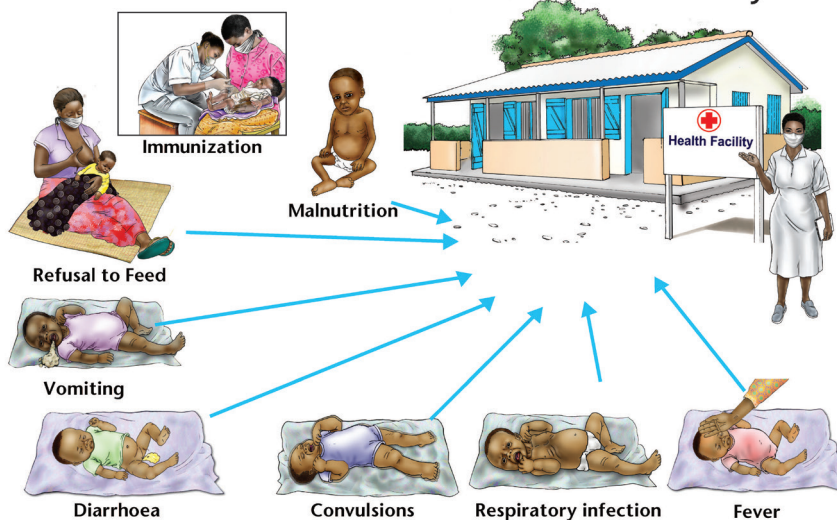 Immunization
Health Facility
Malnutrition
Refusal to Feed
Vomiting
Diarrhoea
Convulsions
Respiratory infection
Fever